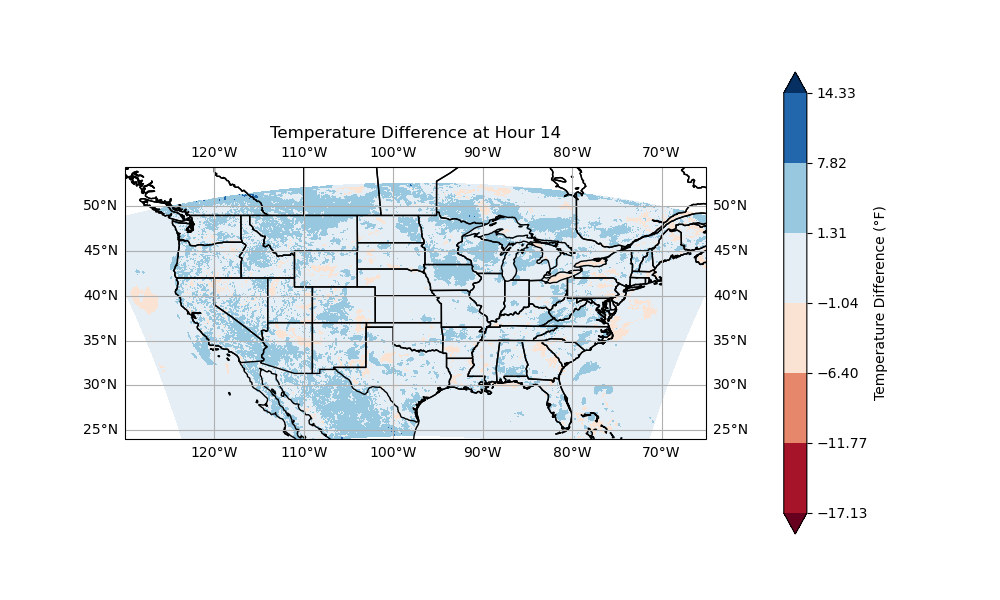 Temperature Difference at Hour 14
120°W 110°W 100°W 90°W 80°W 70°W
50°N 50°N
45°N 45°N
40°N 40°N
35°N 35°N
30°N 30°N
25°N 25°N
120°W 110°W 100°W 90°W 80°W 70°W
14.33
7.82
1.31
−1.04
−6.40
−11.77
−17.13
Temperature Difference (°F)